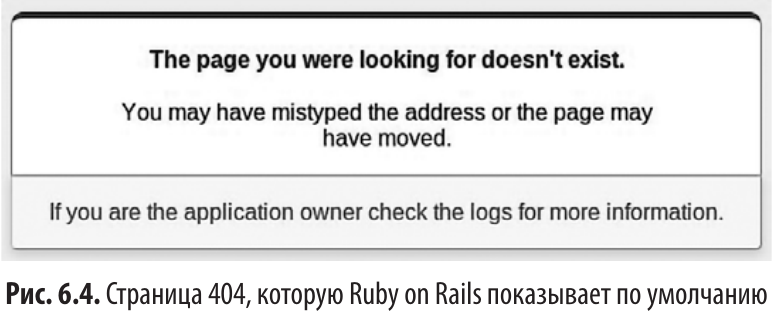 The page you were looking for doesn't exist.
You may have mistyped the address or the page may
have moved.
If you are the application owner check the logs for more information.
Рис. 6.4. Страница 404, которую Ruby on Rails показывает по умолчанию